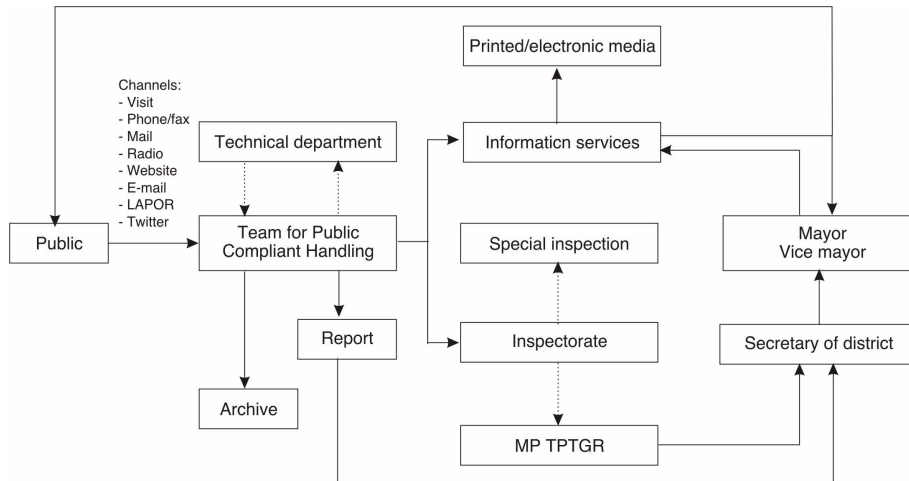 Printed/electronic media
Channels:
- Visit
- Phone/fax
- Mail
- Radio
- Website
- E-mail
- LAPOR
- Twitter
Technical department
Information services
Public
Team for Public
Compliant Handling
Special inspection
Mayor
Vice mayor
Report
Inspectorate
Secretary of district
Archive
MP TPTGR